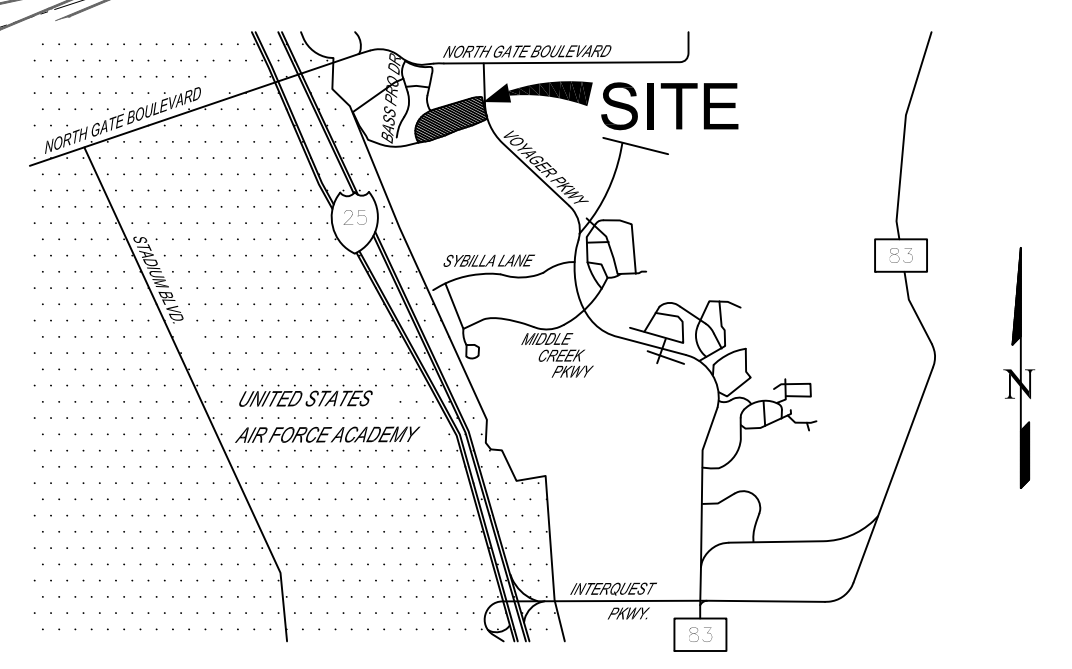 NORTH GATE BOULEVARD
BASS PRO DR
SITE
NORTH GATE BOULEVARD
VOYAGER PKWY
25
STADIUM BLVD.
83
SYBILLA LANE
MIDDLE
CREEK
PKWY
N
UNITED STATES
AIR FORCE ACADEMY
INTERQUEST
PKWY.
83